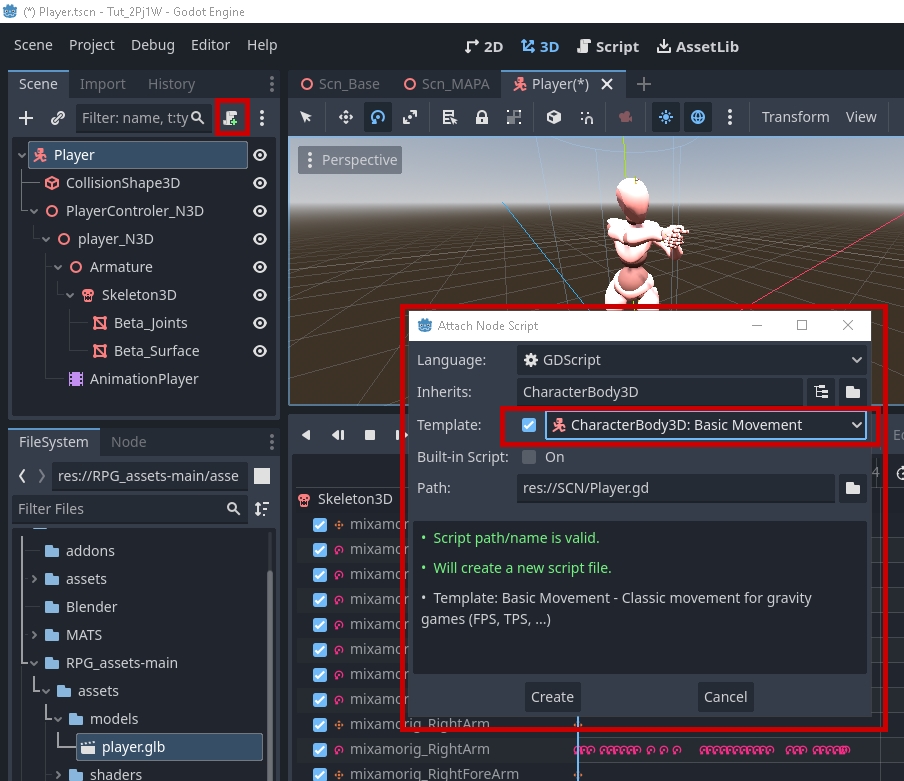 (*) Player.tscn - Tut_2Pj1W - Godot Engine
Scene Project Debug Editor Help
2D 3D Script AssetLib
Scene Import History
Scn_Base Scn_MAPA Player(*)
Filter: name, t:ty
Transform View
Perspective
Player
CollisionShape3D
PlayerControler_N3D
player_N3D
Armature
Skeleton3D
Beta_Joints
Beta_Surface
AnimationPlayer
Attach Node Script
Language: GDScript
Inherits: CharacterBody3D
Template: CharacterBody3D: Basic Movement
Built-in Script: On
Path: res://SCN/Player.gd
• Script path/name is valid.
• Will create a new script file.
• Template: Basic Movement - Classic movement for gravity
games (FPS, TPS, ...)
Create Cancel
FileSystem Node
res://RPG_assets-main/asse
Filter Files
addons
assets
Blender
MATS
RPG_assets-main
assets
models
player.glb
shaders
Skeleton3D
mixamor
mixamor
mixamor
mixamor
mixamor
mixamor
mixamor
mixamor
mixamorig_RightArm
mixamorig_RightArm
mixamorig_RightForeArm